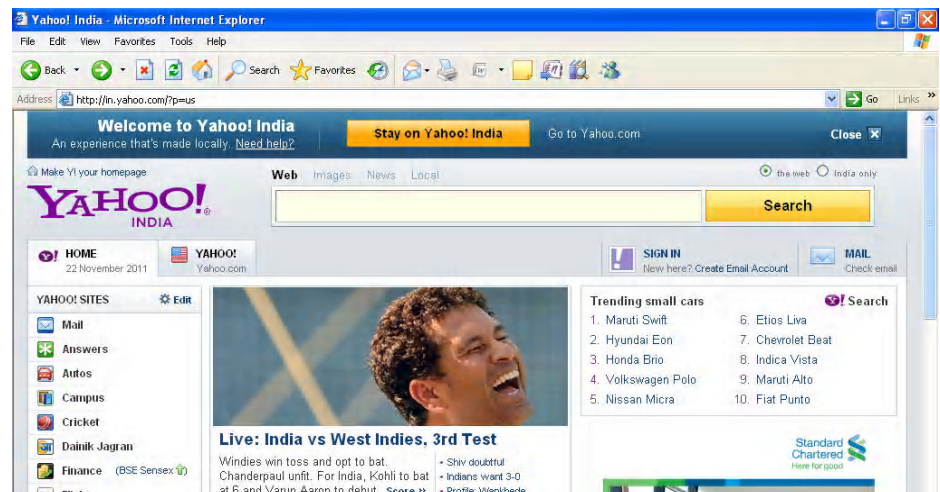 Yahoo! India - Microsoft Internet Explorer
File Edit View Favorites Tools Help
Back Search Favorites
Address http://in.yahoo.com/?p=us Go Links »
Welcome to Yahoo! India
An experience that's made locally. Need help?
Stay on Yahoo! India
Go to Yahoo.com
Close X
Make Y! your homepage
Web Images News Local
the web India only
YAHOO!
INDIA
Search
Y! HOME
22 November 2011
YAHOO!
Yahoo.com
SIGN IN
New here? Create Email Account
MAIL
Check email
YAHOO! SITES Edit
Mail
Answers
Autos
Campus
Cricket
Dainik Jagran
Finance (BSE Sensex)
Live: India vs West Indies, 3rd Test
Windies win toss and opt to bat.
Chanderpaul unfit. For India, Kohli to bat
at 6 and Varun Aaron to debut. Score »
• Shiv doubtful
• Indians want 3-0
• Profile: Wankhede
Trending small cars
Y! Search
1. Maruti Swift
2. Hyundai Eon
3. Honda Brio
4. Volkswagen Polo
5. Nissan Micra
6. Etios Liva
7. Chevrolet Beat
8. Indica Vista
9. Maruti Alto
10. Fiat Punto
Standard
Chartered
Here for good